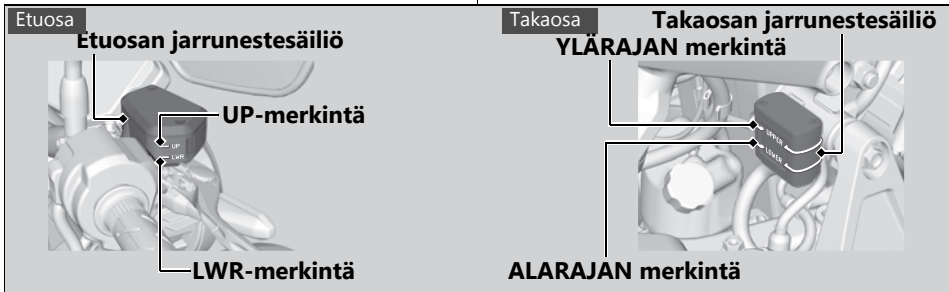 Etuosa
Etuosan jarrunestesäiliö
UP-merkintä
UP
LWR
LWR-merkintä
Takaosa
Takaosan jarrunestesäiliö
YLÄRAJAN merkintä
UPPER
LOWER
ALARAJAN merkintä